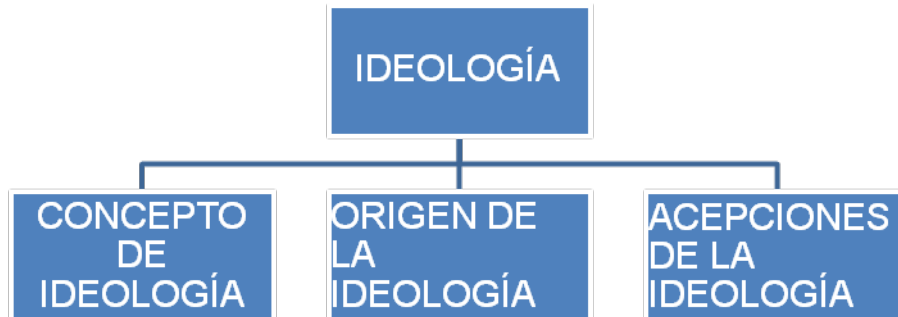 IDEOLOGÍA
CONCEPTO
DE
IDEOLOGÍA
ORIGEN DE
LA
IDEOLOGÍA
ACEPCIONES
DE LA
IDEOLOGÍA